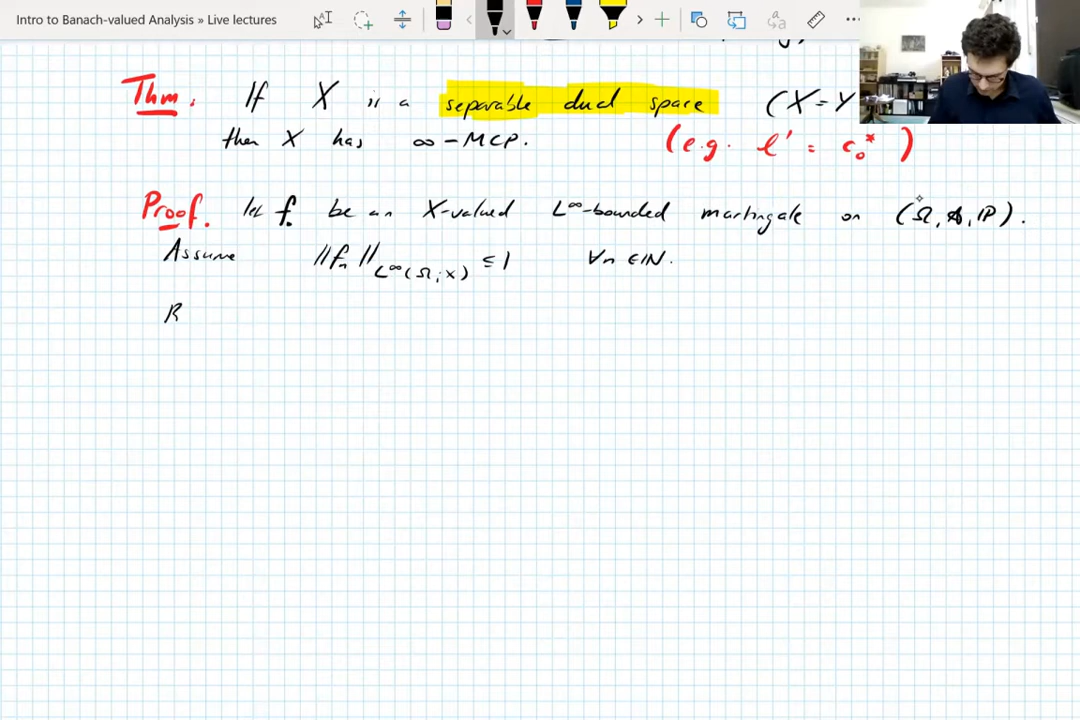 Intro to Banach-valued Analysis » Live lectures
Thm. If X is a separable dual space (X = Y
then X has ∞-MCP. (e.g. ℓ¹ = c₀* )
Proof. let f. be an X-valued L^∞-bounded martingale on (Ω, A, ℙ).
Assume ||fₙ||_{L^∞(Ω; X)} ≤ 1 ∀n ∈ ℕ.